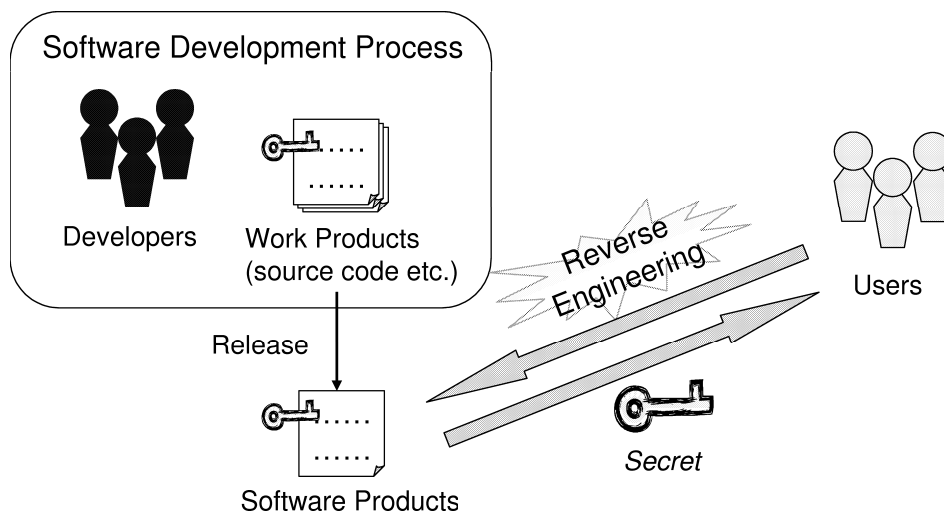 Software Development Process
Developers
Work Products
(source code etc.)
Reverse
Engineering
Users
Release
Secret
Software Products